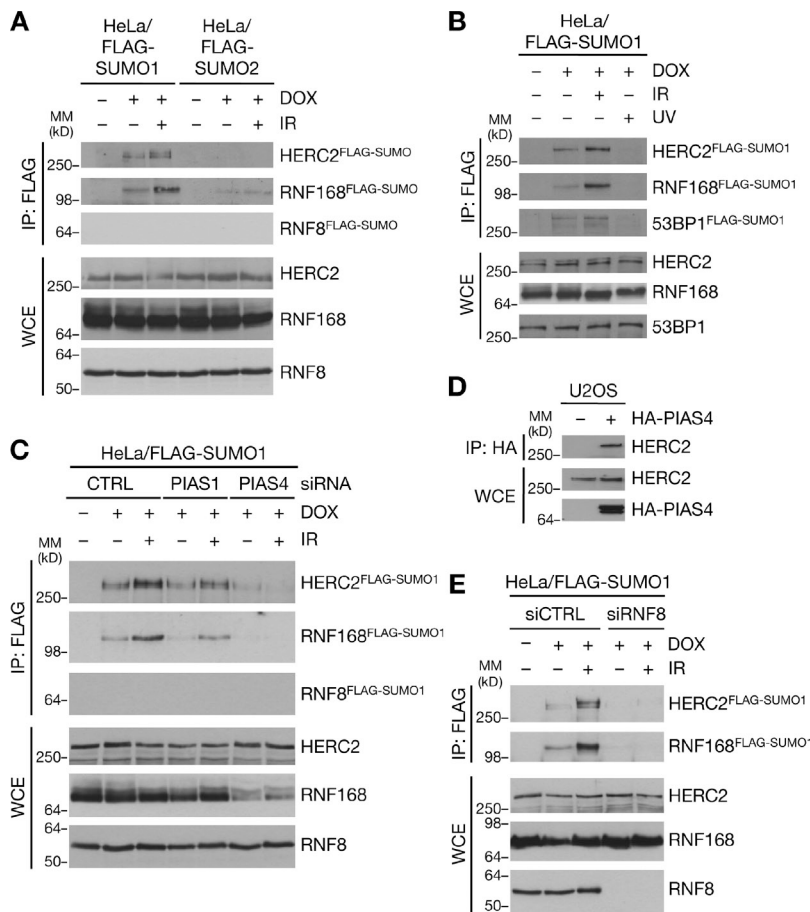 A
HeLa/ FLAG-SUMO1
HeLa/ FLAG-SUMO2
– + + – + + DOX
– – + – – + IR
MM (kD)
IP: FLAG
250– HERC2FLAG-SUMO
98– RNF168FLAG-SUMO
64– RNF8FLAG-SUMO
WCE
250– HERC2
64– RNF168
64–
50– RNF8
B
HeLa/ FLAG-SUMO1
– + + + DOX
– – + – IR
– – – + UV
MM (kD)
IP: FLAG
250– HERC2FLAG-SUMO1
98– RNF168FLAG-SUMO1
250– 53BP1FLAG-SUMO1
WCE
250– HERC2
64– RNF168
250– 53BP1
C
HeLa/FLAG-SUMO1
CTRL PIAS1 PIAS4 siRNA
– + + + + + + DOX
– – + – + – + IR
MM (kD)
IP: FLAG
250– HERC2FLAG-SUMO1
98– RNF168FLAG-SUMO1
64– RNF8FLAG-SUMO1
WCE
250– HERC2
64– RNF168
64–
50– RNF8
D
U2OS
– + HA-PIAS4
MM (kD)
IP: HA 250– HERC2
WCE
250– HERC2
64– HA-PIAS4
E
HeLa/FLAG-SUMO1
siCTRL siRNF8
– + + + + DOX
– – + – + IR
MM (kD)
IP: FLAG
250– HERC2FLAG-SUMO1
98– RNF168FLAG-SUMO1
WCE
250– HERC2
98–
64– RNF168
64–
50– RNF8